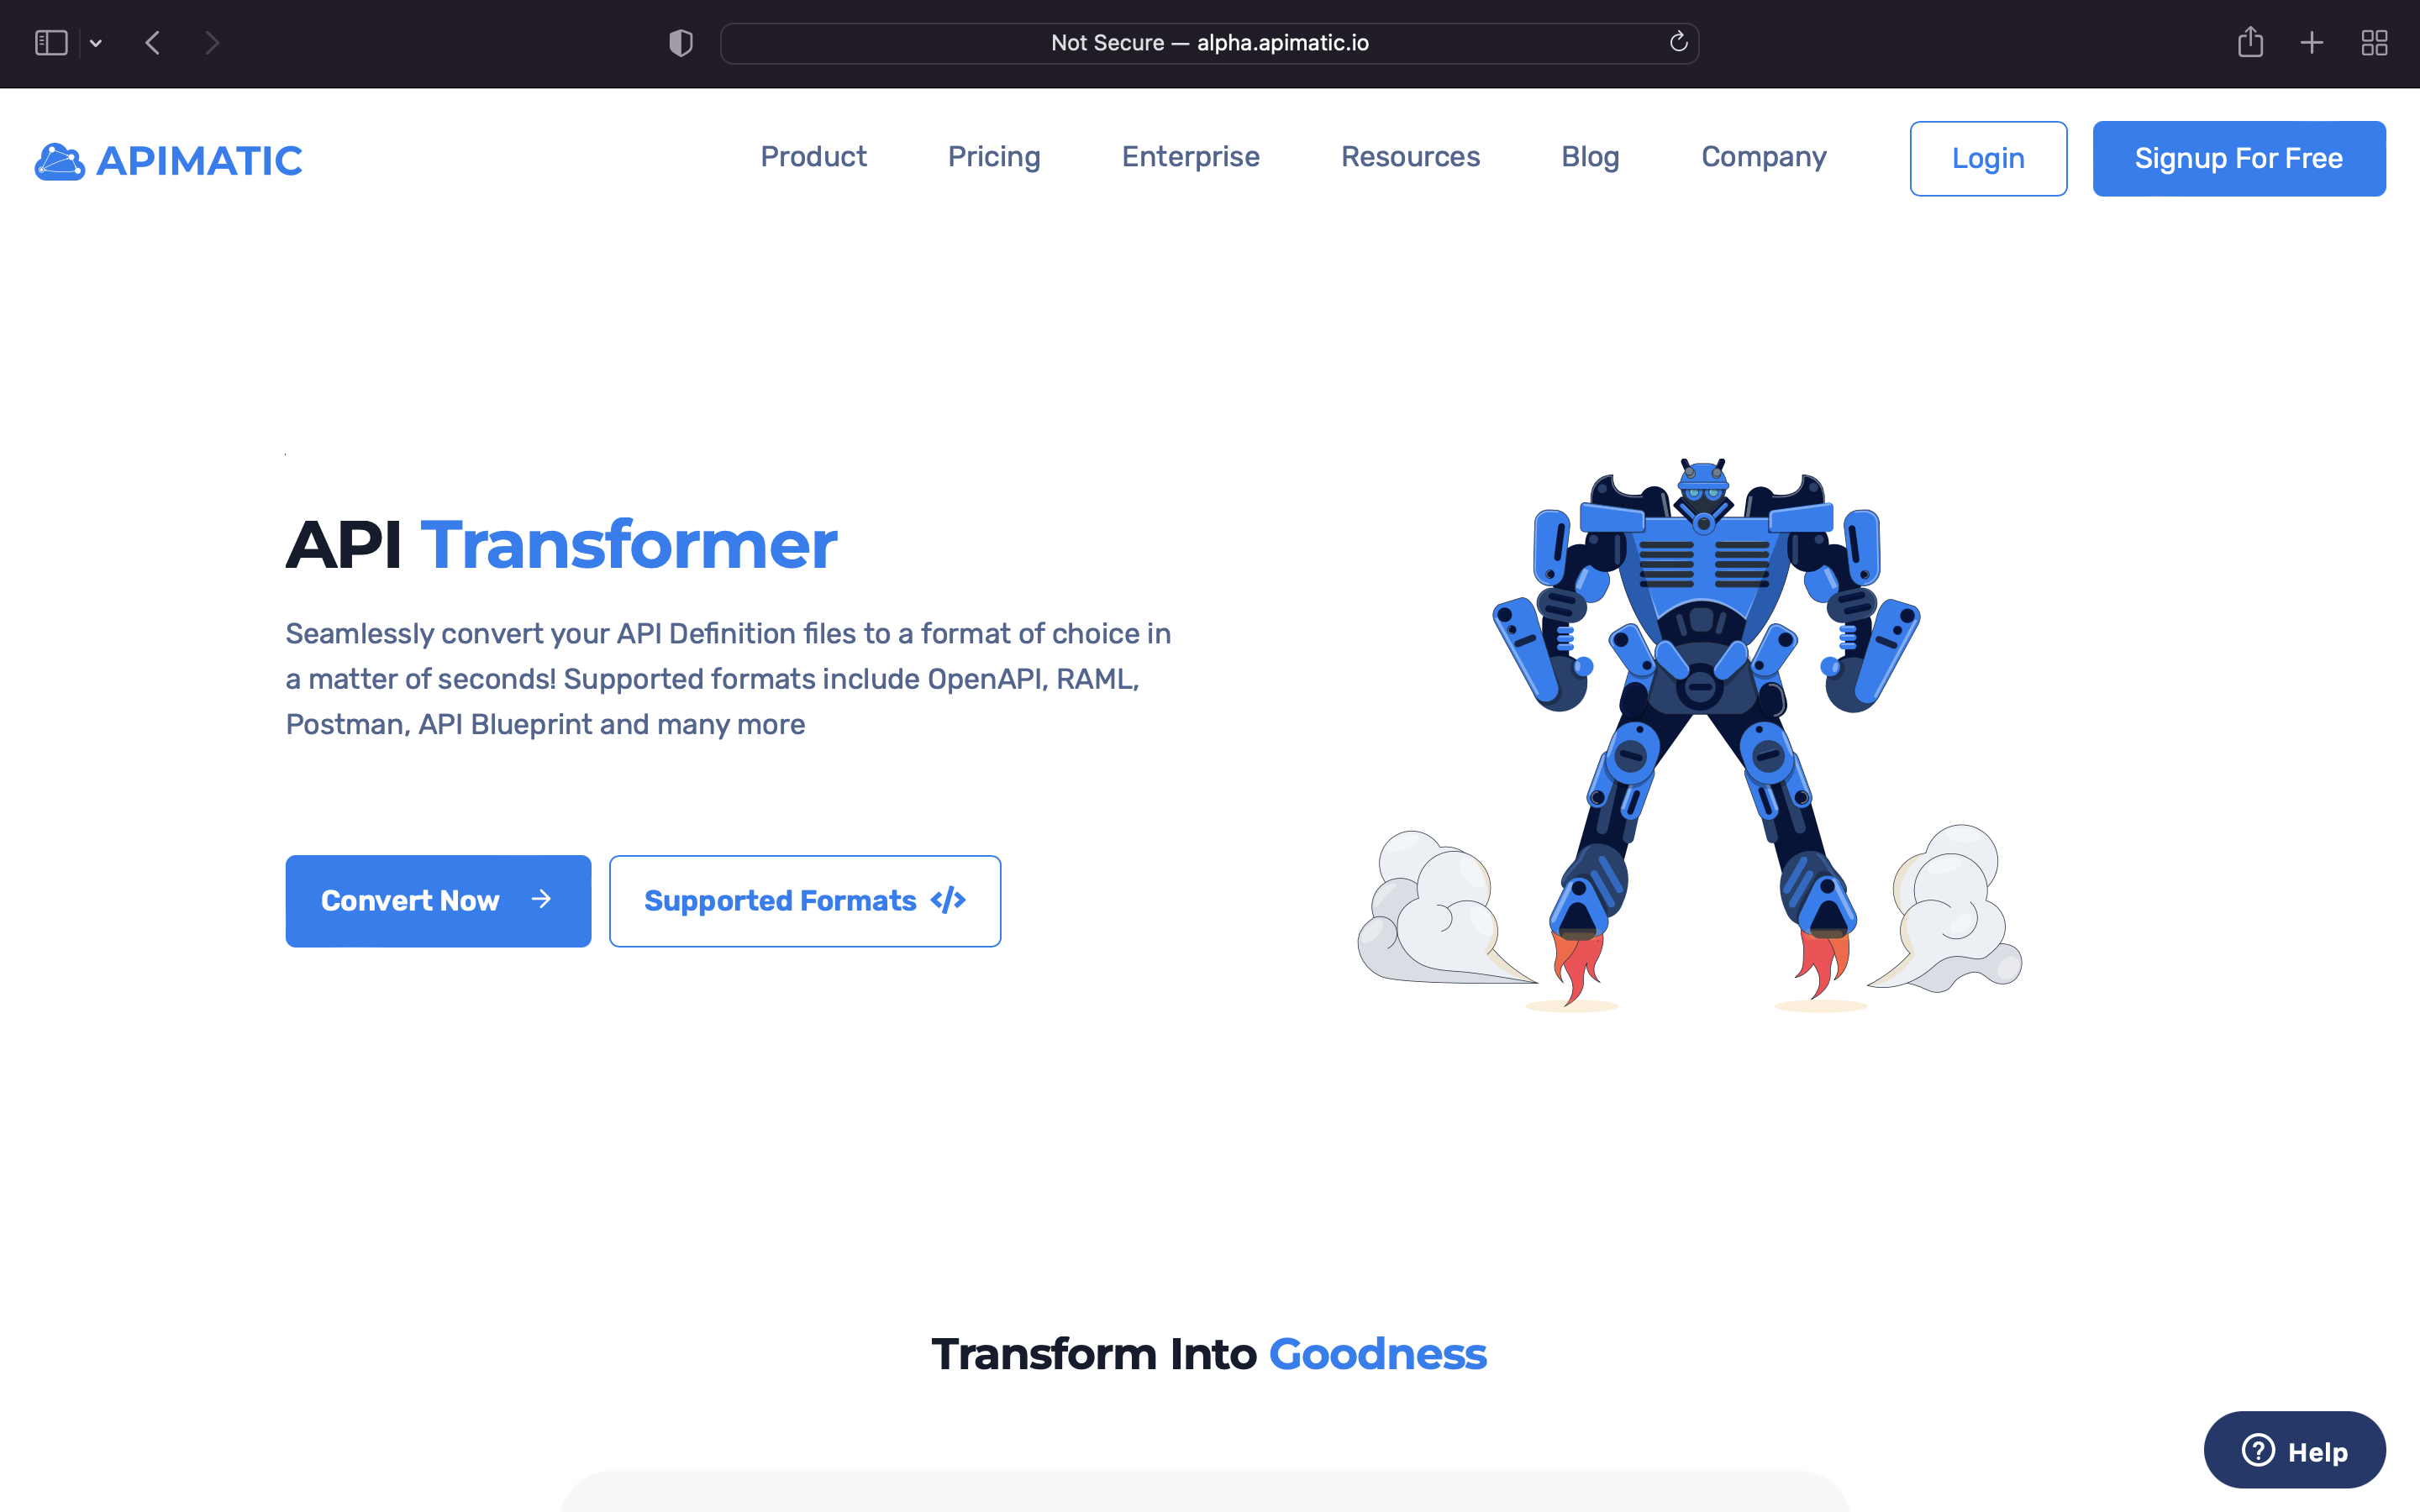 Not Secure — alpha.apimatic.io
APIMATIC
Product
Pricing
Enterprise
Resources
Blog
Company
Login
Signup For Free
API Transformer
Seamlessly convert your API Definition files to a format of choice in
a matter of seconds! Supported formats include OpenAPI, RAML,
Postman, API Blueprint and many more
Convert Now →
Supported Formats </>
Transform Into Goodness
? Help